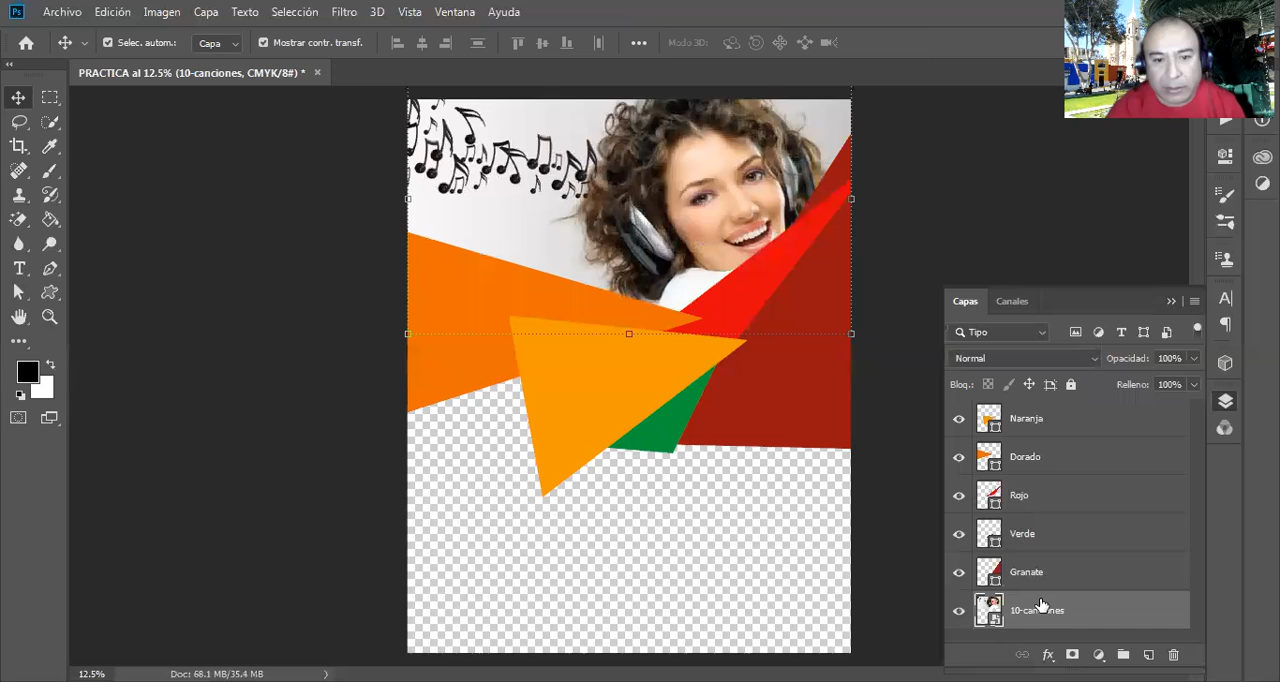 Ps Archivo Edición Imagen Capa Texto Selección Filtro 3D Vista Ventana Ayuda
Selec. autom.: Capa Mostrar contr. transf. Modo 3D:
PRACTICA al 12.5% (10-canciones, CMYK/8#) * ×
Capas Canales
Tipo
Normal Opacidad: 100%
Bloq.: Relleno: 100%
Naranja
Dorado
Rojo
Verde
Granate
fx
12.5% Doc: 68.1 MB/35.4 MB